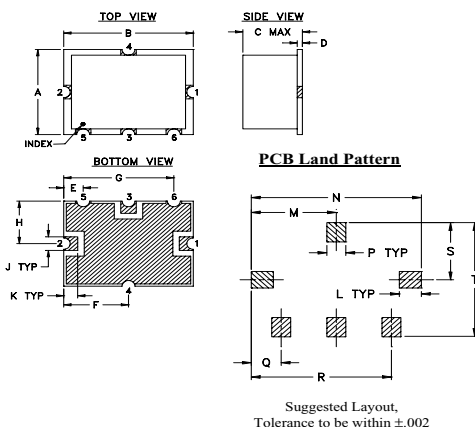 TOP VIEW
B
4
A
2
1
INDEX
5
3
6
SIDE VIEW
C MAX
D
BOTTOM VIEW
G
E
5
3
6
H
2
1
J TYP
K TYP
4
F
PCB Land Pattern
N
M
S
P TYP
T
L TYP
Q
R
Suggested Layout,
Tolerance to be within ±.002